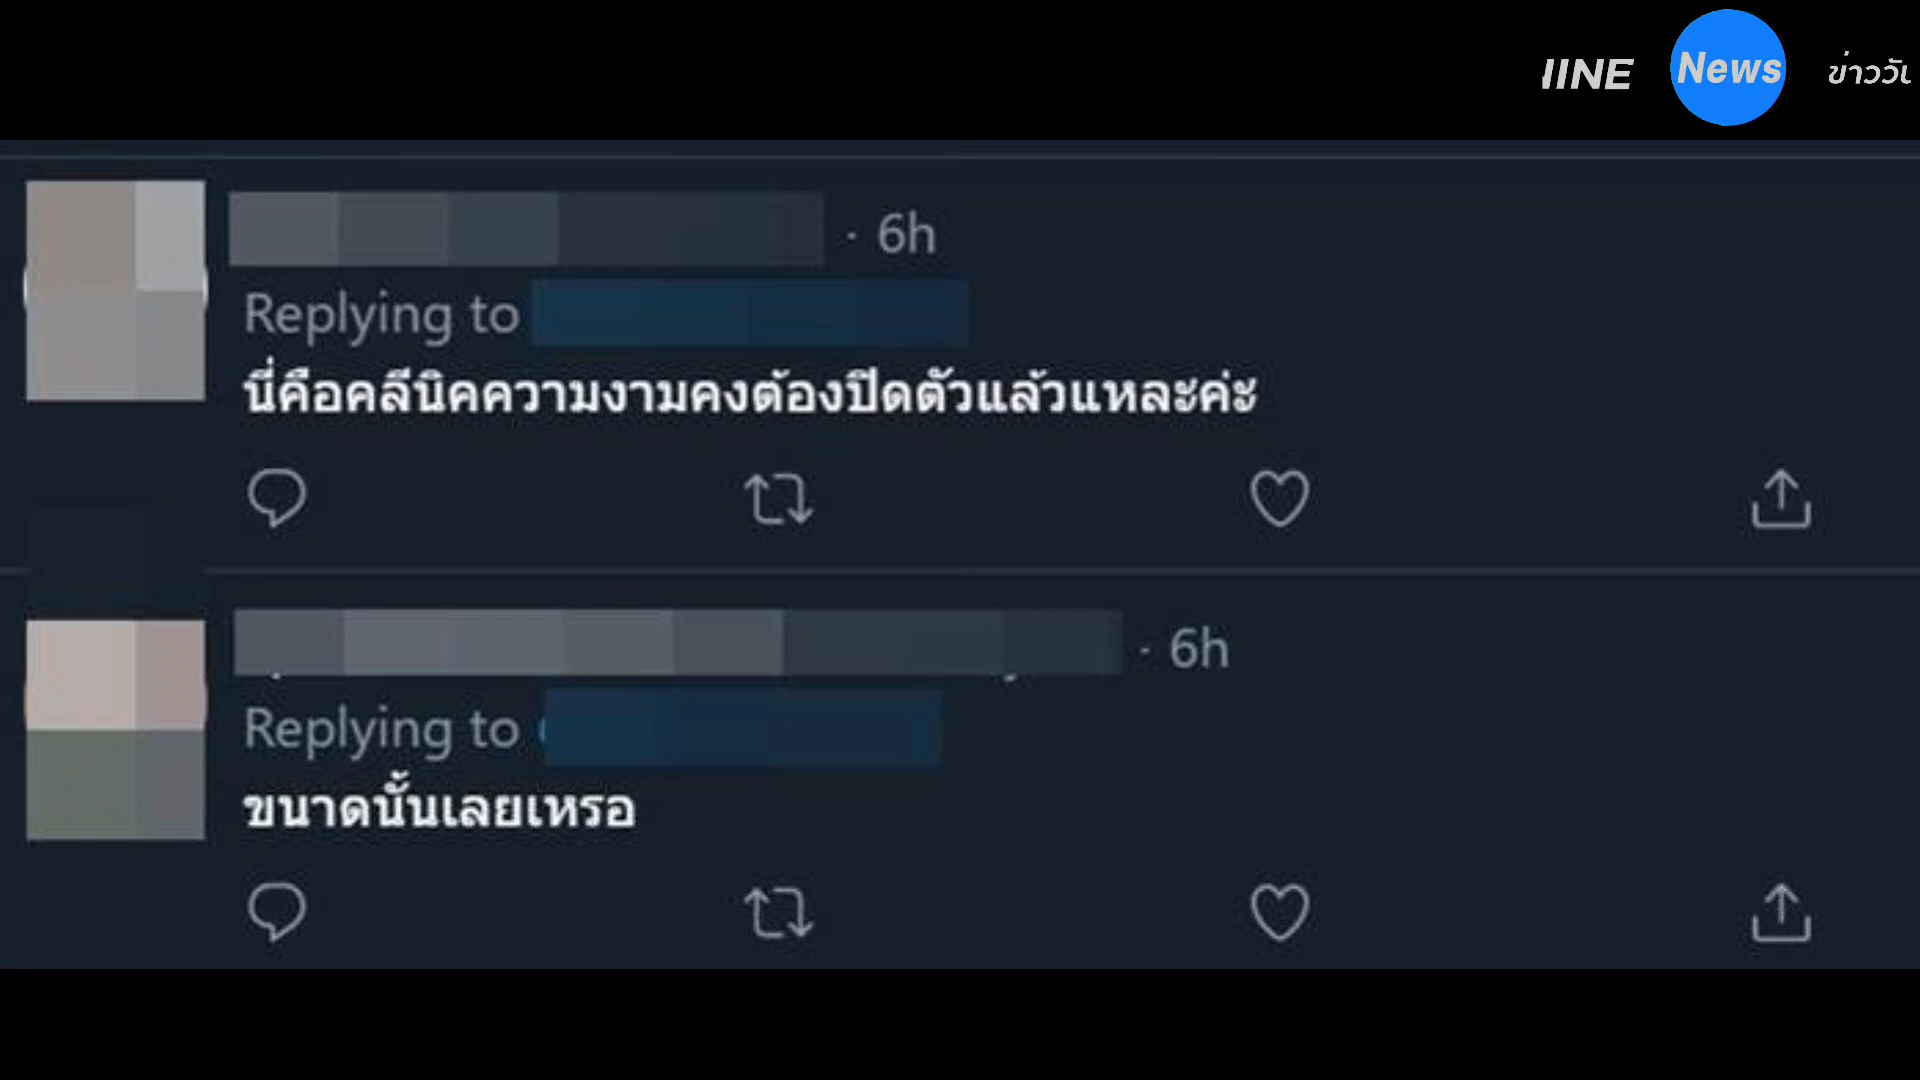 IINE News ข่าววั
· 6h
Replying to
นี่คือคลีนิคความงามคงต้องปิดตัวแล้วแหละค่ะ
· 6h
Replying to
ขนาดนั้นเลยเหรอ